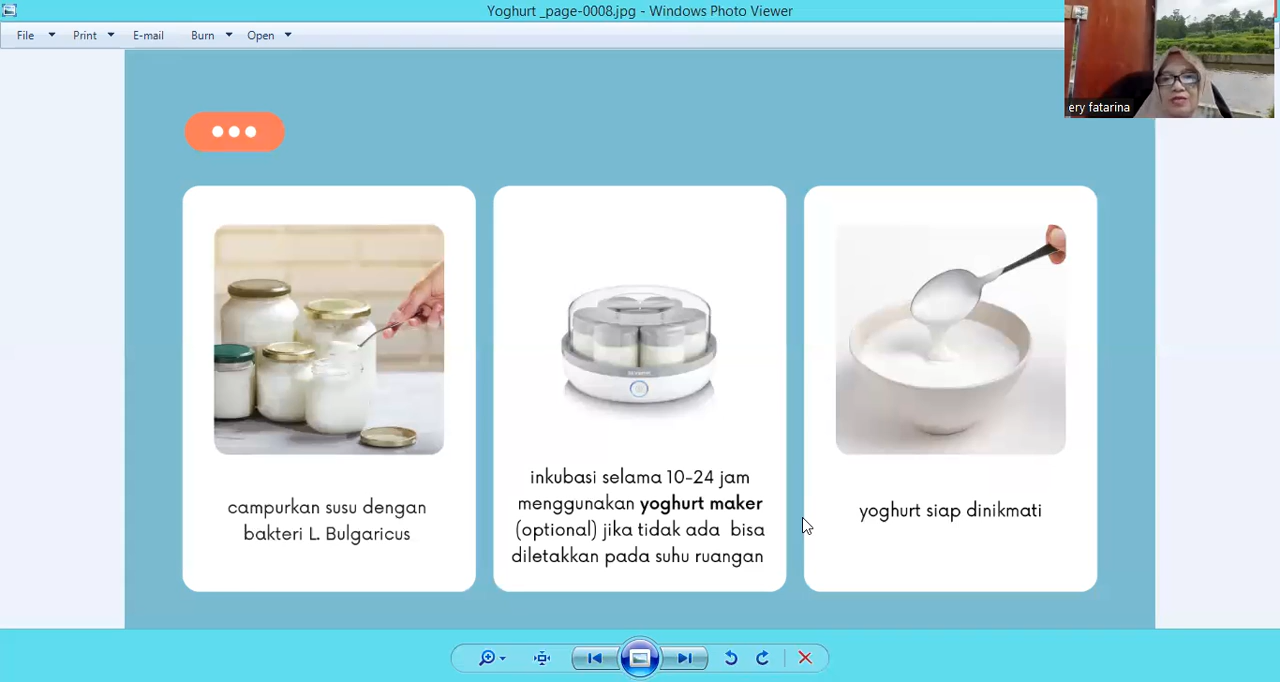 Yoghurt _page-0008.jpg - Windows Photo Viewer
File Print E-mail Burn Open
ery fatarina
campurkan susu dengan
bakteri L. Bulgaricus
inkubasi selama 10-24 jam
menggunakan yoghurt maker
(optional) jika tidak ada bisa
diletakkan pada suhu ruangan
yoghurt siap dinikmati